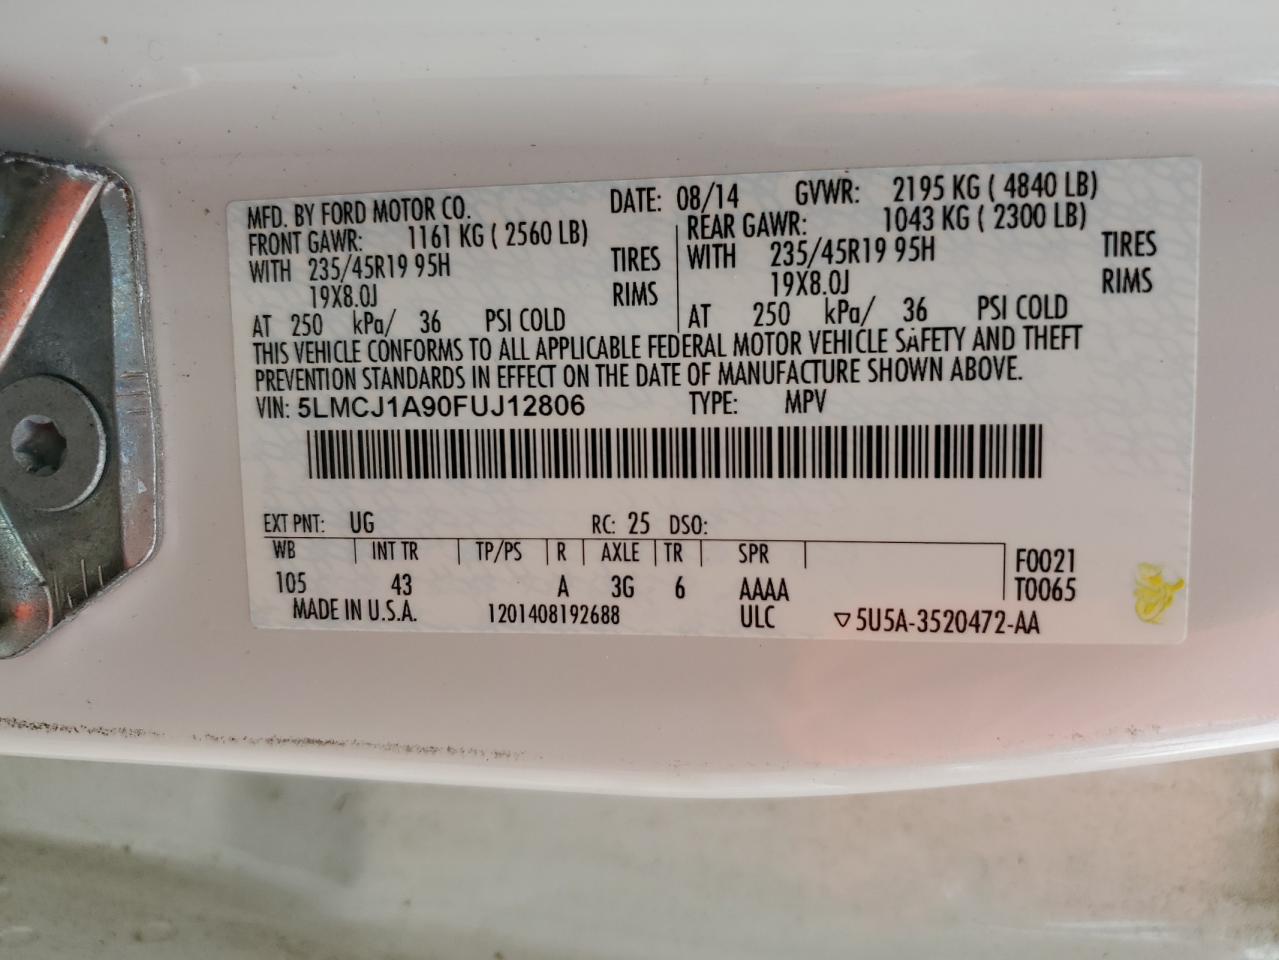 MFD. BY FORD MOTOR CO. DATE: 08/14 GVWR: 2195 KG ( 4840 LB)
FRONT GAWR: 1161 KG ( 2560 LB) REAR GAWR: 1043 KG ( 2300 LB)
WITH 235/45R19 95H TIRES WITH 235/45R19 95H TIRES
19X8.0J RIMS 19X8.0J RIMS
AT 250 kPa/ 36 PSI COLD AT 250 kPa/ 36 PSI COLD
THIS VEHICLE CONFORMS TO ALL APPLICABLE FEDERAL MOTOR VEHICLE SAFETY AND THEFT
PREVENTION STANDARDS IN EFFECT ON THE DATE OF MANUFACTURE SHOWN ABOVE.
VIN: 5LMCJ1A90FUJ12806 TYPE: MPV
EXT PNT: UG RC: 25 DSO:
WB INT TR TP/PS R AXLE TR SPR F0021
105 43 A 3G 6 AAAA T0065
MADE IN U.S.A. 1201408192688 ULC ▽5U5A-3520472-AA